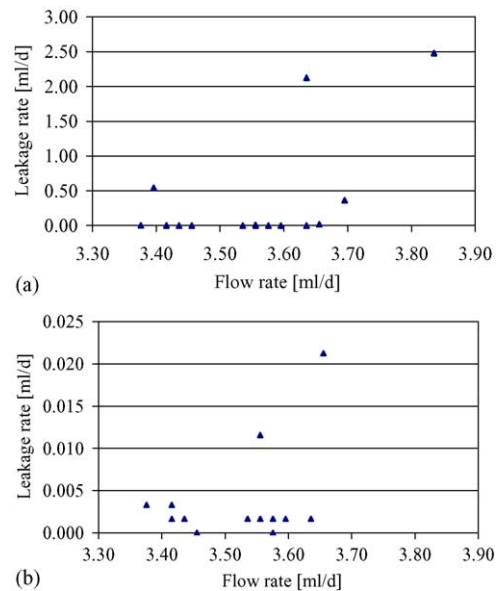 3.00
2.50
2.00
1.50
1.00
0.50
0.00
Leakage rate [ml/d]
3.30 3.40 3.50 3.60 3.70 3.80 3.90
Flow rate [ml/d]
(a)
0.025
0.020
0.015
0.010
0.005
0.000
Leakage rate [ml/d]
3.30 3.40 3.50 3.60 3.70 3.80 3.90
Flow rate [ml/d]
(b)